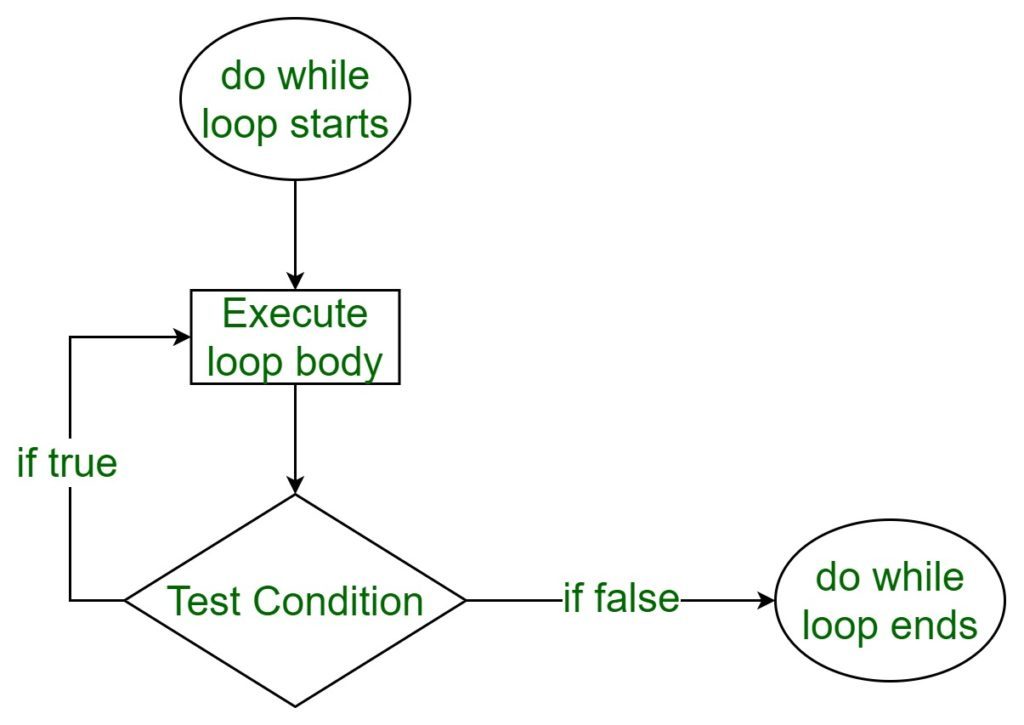 do while
loop starts
Execute
loop body
if true
Test Condition
if false
do while
loop ends